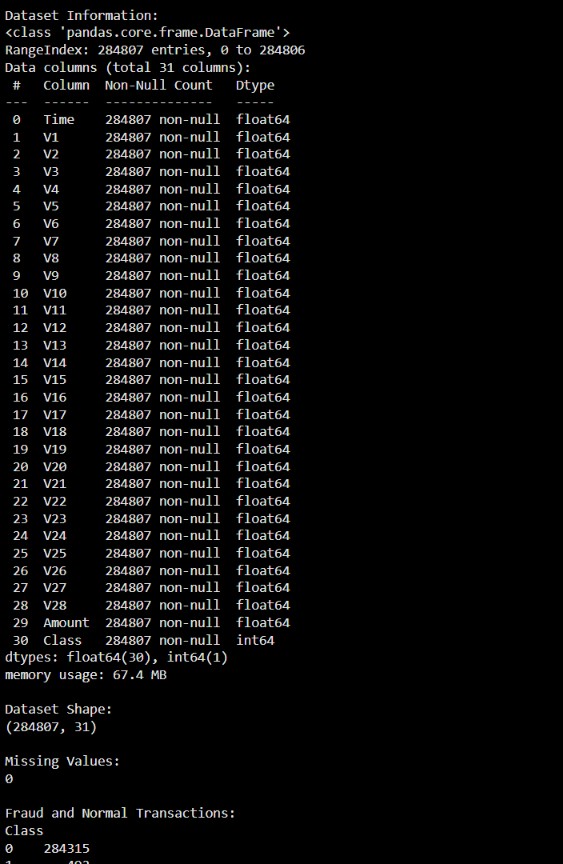 Dataset Information:
<class 'pandas.core.frame.DataFrame'>
RangeIndex: 284807 entries, 0 to 284806
Data columns (total 31 columns):
 #   Column  Non-Null Count   Dtype
---  ------  --------------   -----
 0   Time    284807 non-null  float64
 1   V1      284807 non-null  float64
 2   V2      284807 non-null  float64
 3   V3      284807 non-null  float64
 4   V4      284807 non-null  float64
 5   V5      284807 non-null  float64
 6   V6      284807 non-null  float64
 7   V7      284807 non-null  float64
 8   V8      284807 non-null  float64
 9   V9      284807 non-null  float64
 10  V10     284807 non-null  float64
 11  V11     284807 non-null  float64
 12  V12     284807 non-null  float64
 13  V13     284807 non-null  float64
 14  V14     284807 non-null  float64
 15  V15     284807 non-null  float64
 16  V16     284807 non-null  float64
 17  V17     284807 non-null  float64
 18  V18     284807 non-null  float64
 19  V19     284807 non-null  float64
 20  V20     284807 non-null  float64
 21  V21     284807 non-null  float64
 22  V22     284807 non-null  float64
 23  V23     284807 non-null  float64
 24  V24     284807 non-null  float64
 25  V25     284807 non-null  float64
 26  V26     284807 non-null  float64
 27  V27     284807 non-null  float64
 28  V28     284807 non-null  float64
 29  Amount  284807 non-null  float64
 30  Class   284807 non-null  int64
dtypes: float64(30), int64(1)
memory usage: 67.4 MB
Dataset Shape:
(284807, 31)
Missing Values:
0
Fraud and Normal Transactions:
Class
0    284315